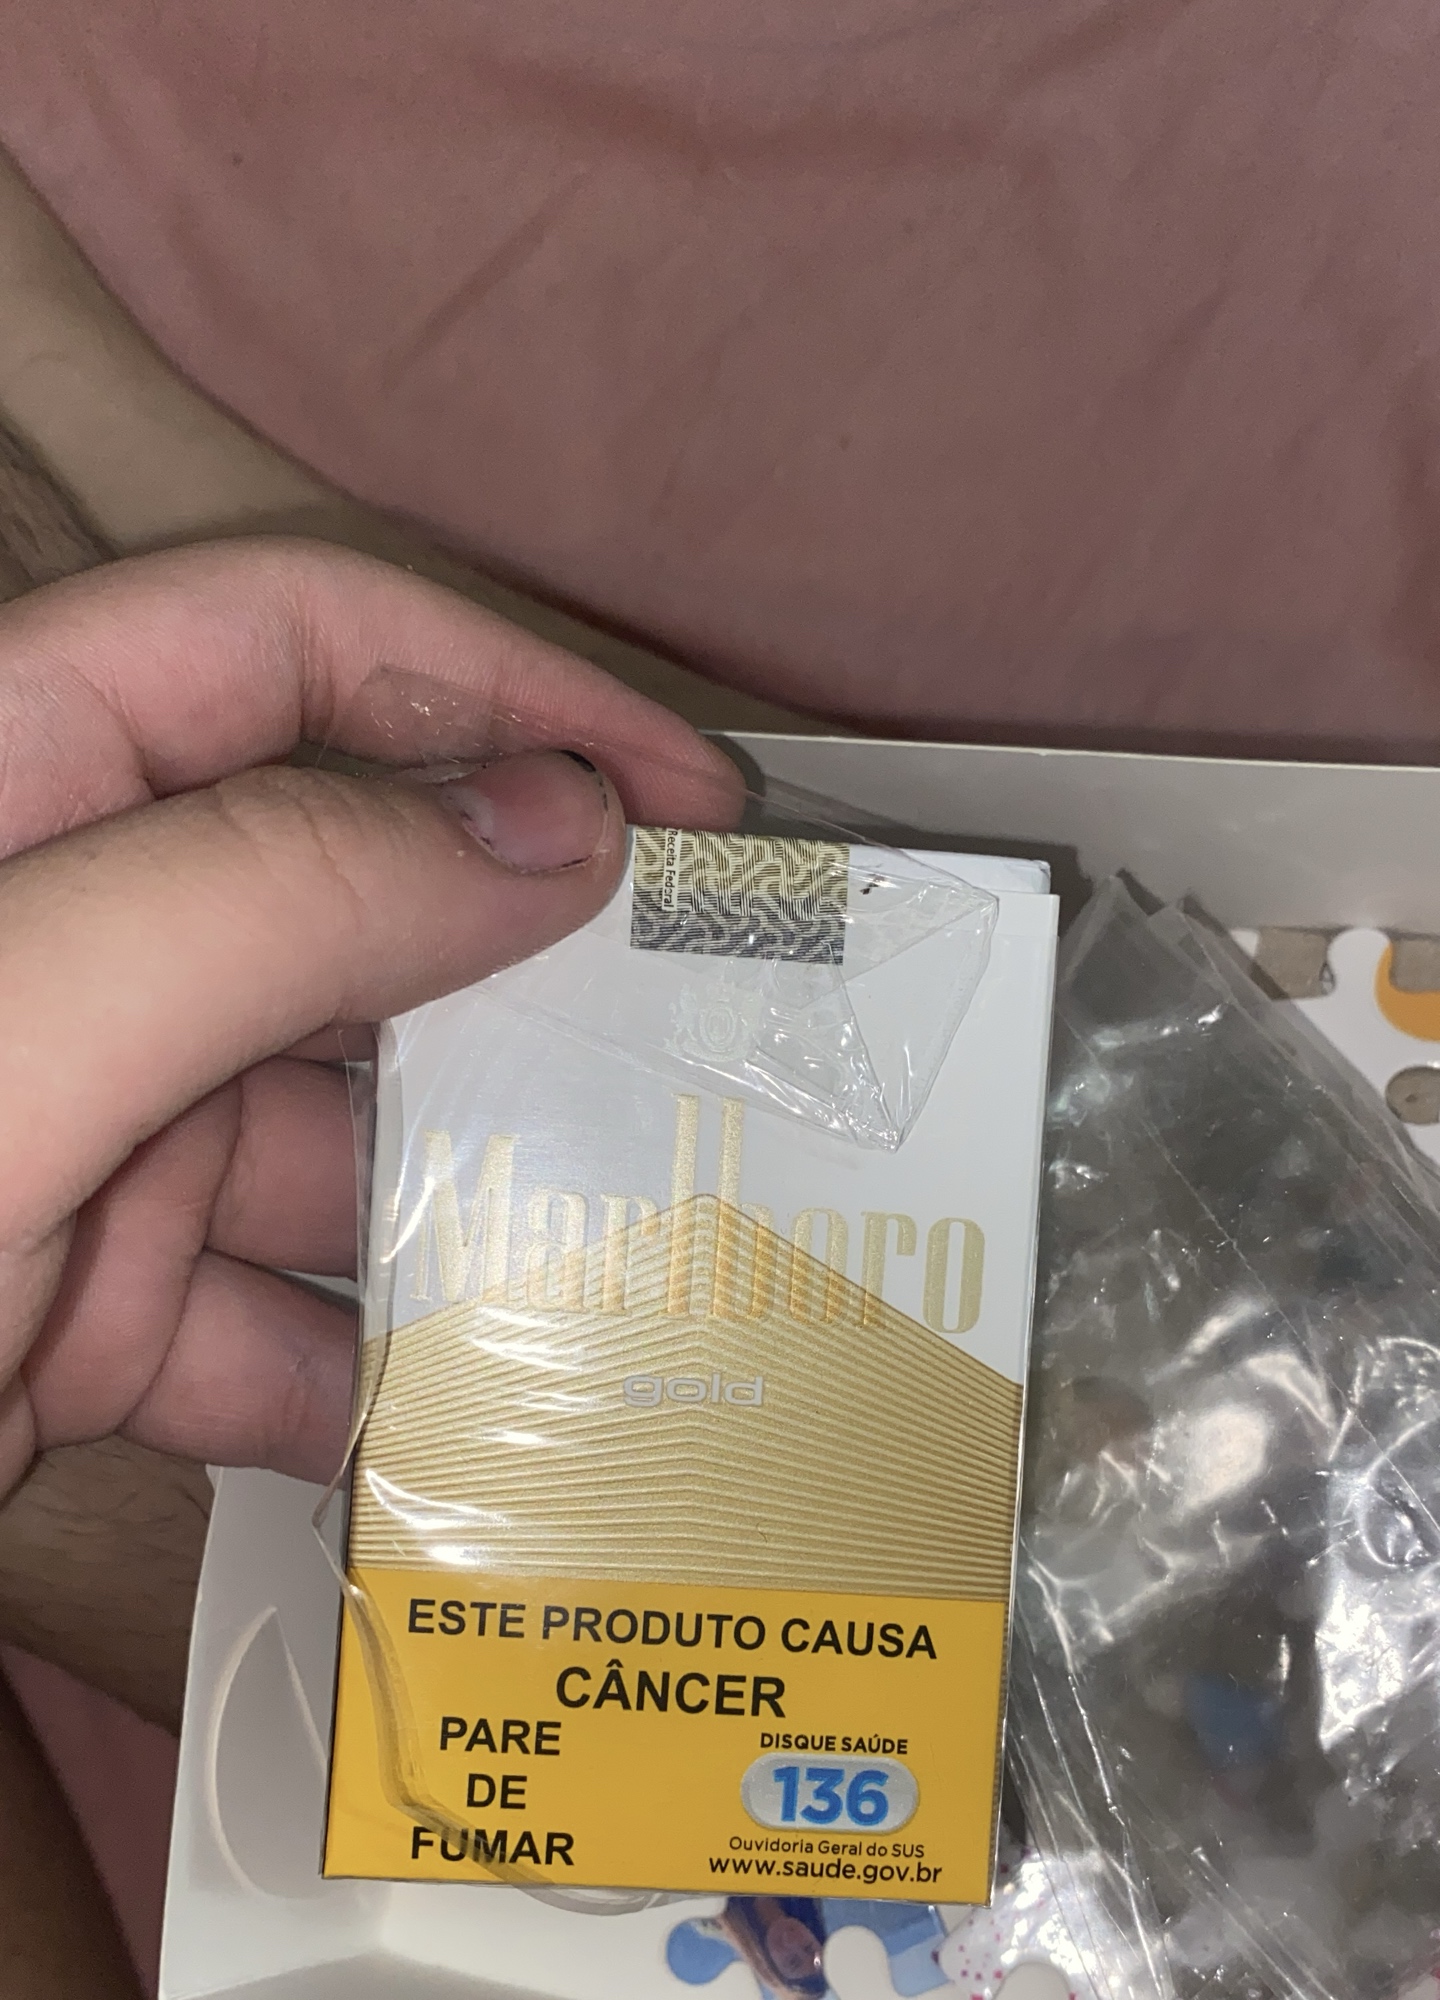 Receita Federal
Marlboro
gold
ESTE PRODUTO CAUSA
CÂNCER
PARE
DE
FUMAR
DISQUE SAÚDE
136
Ouvidoria Geral do SUS
www.saude.gov.br